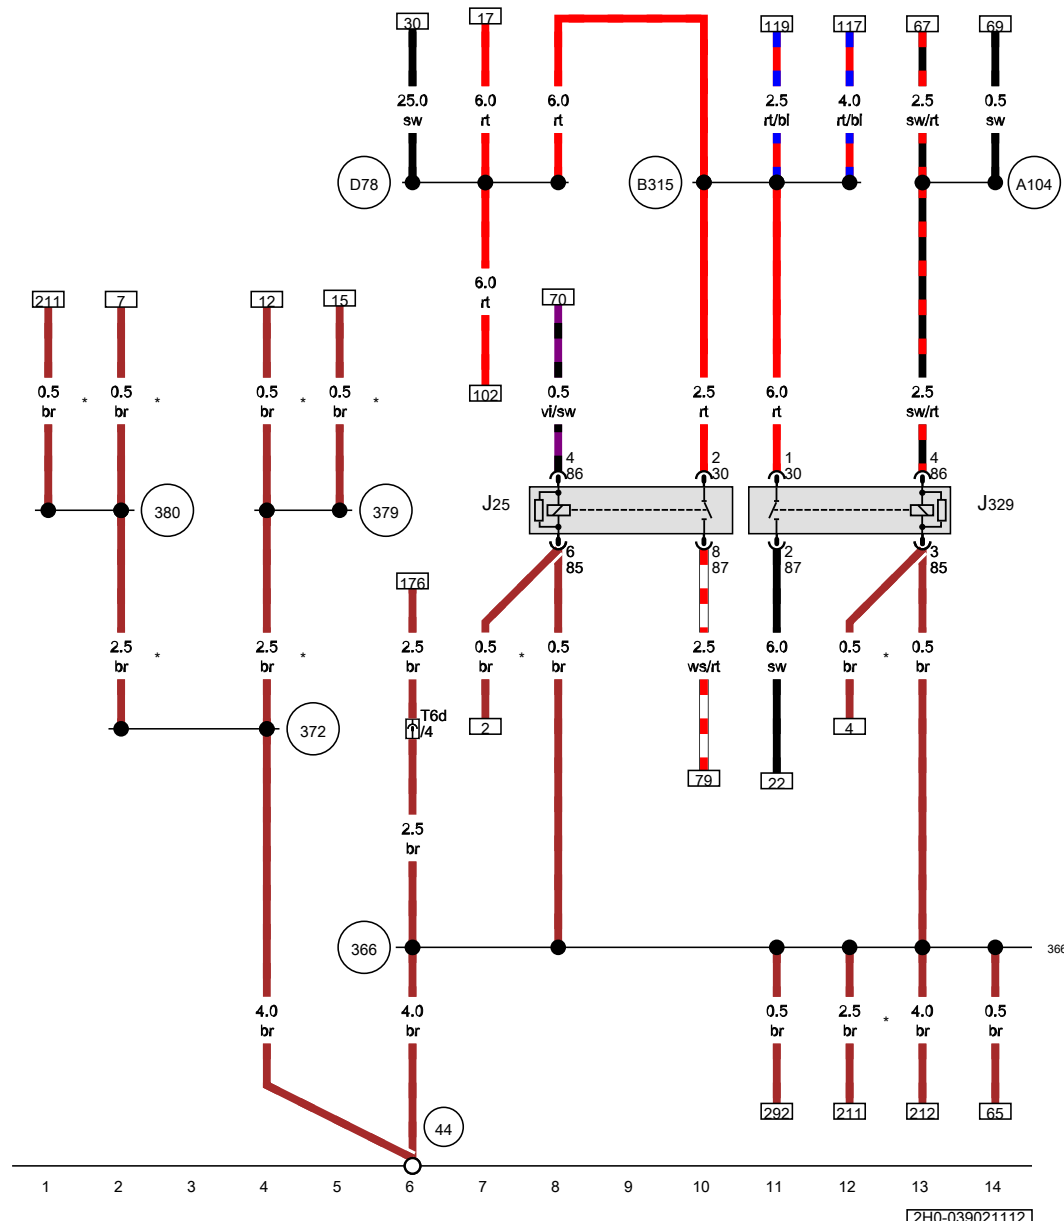 30 17 119 117 67 69
25.0 6.0 6.0 2.5 4.0 2.5 0.5
sw rt rt rt/bl rt/bl sw/rt sw
D78 B315 A104
6.0
rt
211 7 12 15 70
102
0.5 0.5 0.5 0.5 0.5 2.5 6.0 2.5
br * br * br * br * vi/sw rt rt sw/rt
4 2 1 4
86 30 30 86
380 379 J25 J329
6 8 2 3
85 87 87 85
176
2.5 2.5 2.5 0.5 0.5 2.5 6.0 0.5 0.5
br * br * br br * br ws/rt sw br * br
T6d
/4
372 2 4
79 22
2.5
br
366 366
4.0 4.0 0.5 2.5 4.0 0.5
br br br br * br br
292 211 212 65
44
1 2 3 4 5 6 7 8 9 10 11 12 13 14
2H0-039021112